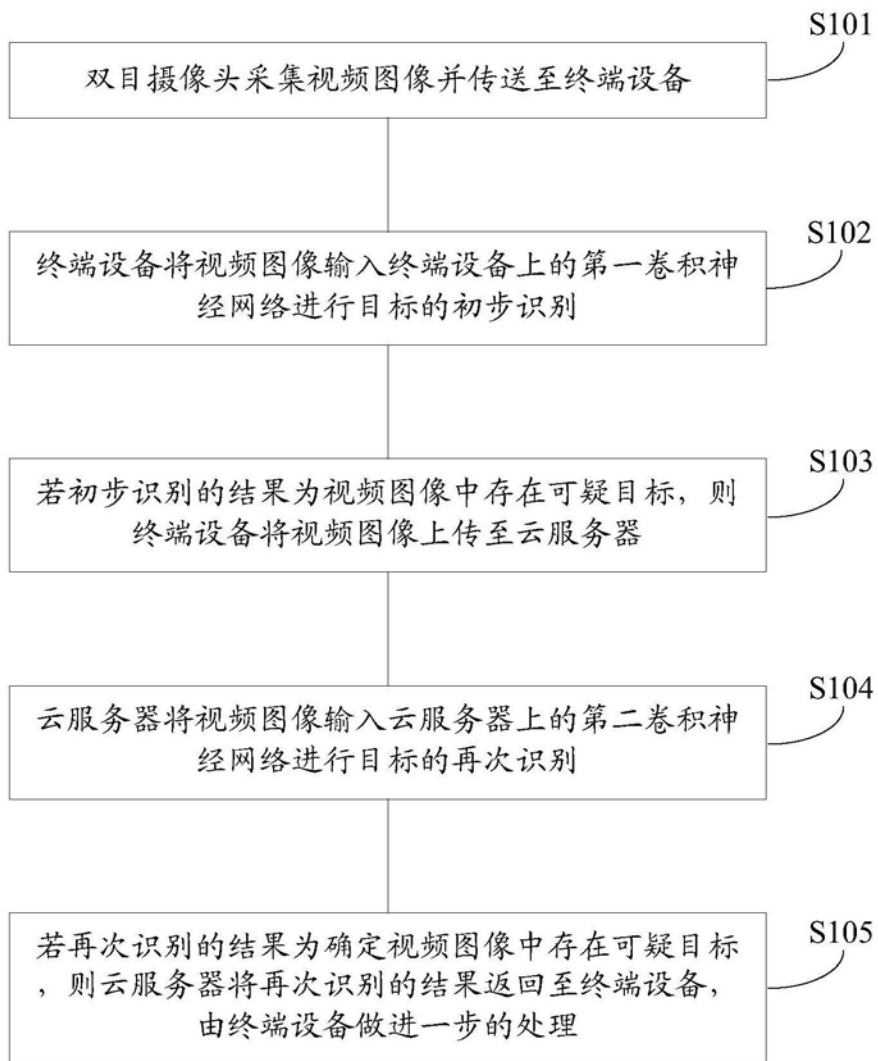 S101
双目摄像头采集视频图像并传送至终端设备
S102
终端设备将视频图像输入终端设备上的第一卷积神
经网络进行目标的初步识别
S103
若初步识别的结果为视频图像中存在可疑目标，则
终端设备将视频图像上传至云服务器
S104
云服务器将视频图像输入云服务器上的第二卷积神
经网络进行目标的再次识别
S105
若再次识别的结果为确定视频图像中存在可疑目标
，则云服务器将再次识别的结果返回至终端设备，
由终端设备做进一步的处理